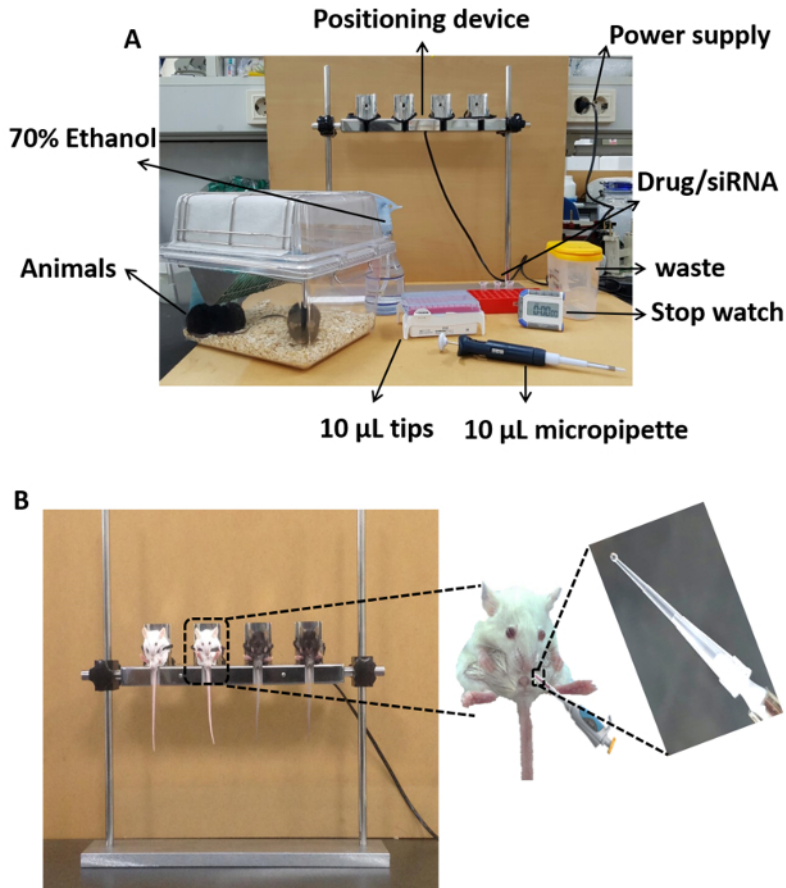 Positioning device
A
Power supply
70% Ethanol
Drug/siRNA
Animals
waste
Stop watch
10 µL tips
10 µL micropipette
B